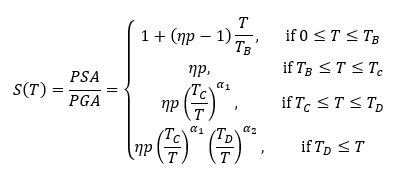 S(T) = PSA/PGA = { 1 + (ηp − 1) T/T_B, if 0 ≤ T ≤ T_B
ηp, if T_B ≤ T ≤ T_c
ηp (T_C/T)^α₁, if T_C ≤ T ≤ T_D
ηp (T_C/T)^α₁ (T_D/T)^α₂, if T_D ≤ T